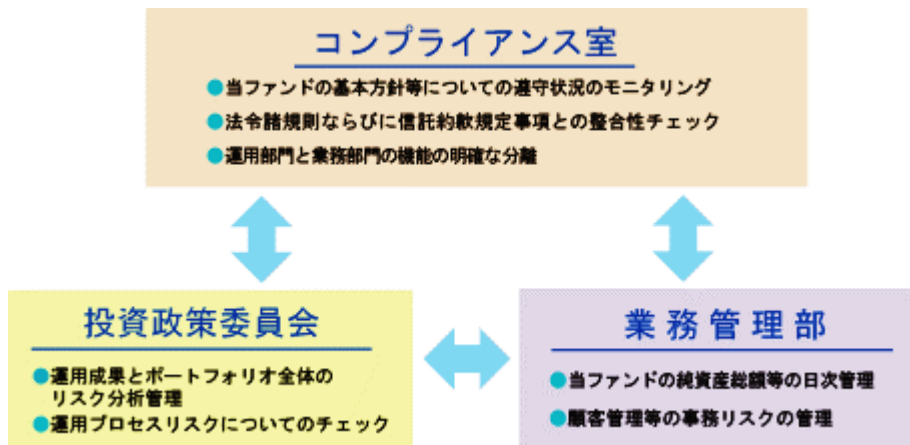 コンプライアンス室
●当ファンドの基本方針等についての遵守状況のモニタリング
●法令諸規則ならびに信託約款規定事項との整合性チェック
●運用部門と業務部門の機能の明確な分離
投資政策委員会
●運用成果とポートフォリオ全体の
リスク分析管理
●運用プロセスリスクについてのチェック
業務管理部
●当ファンドの純資産総額等の日次管理
●顧客管理等の事務リスクの管理